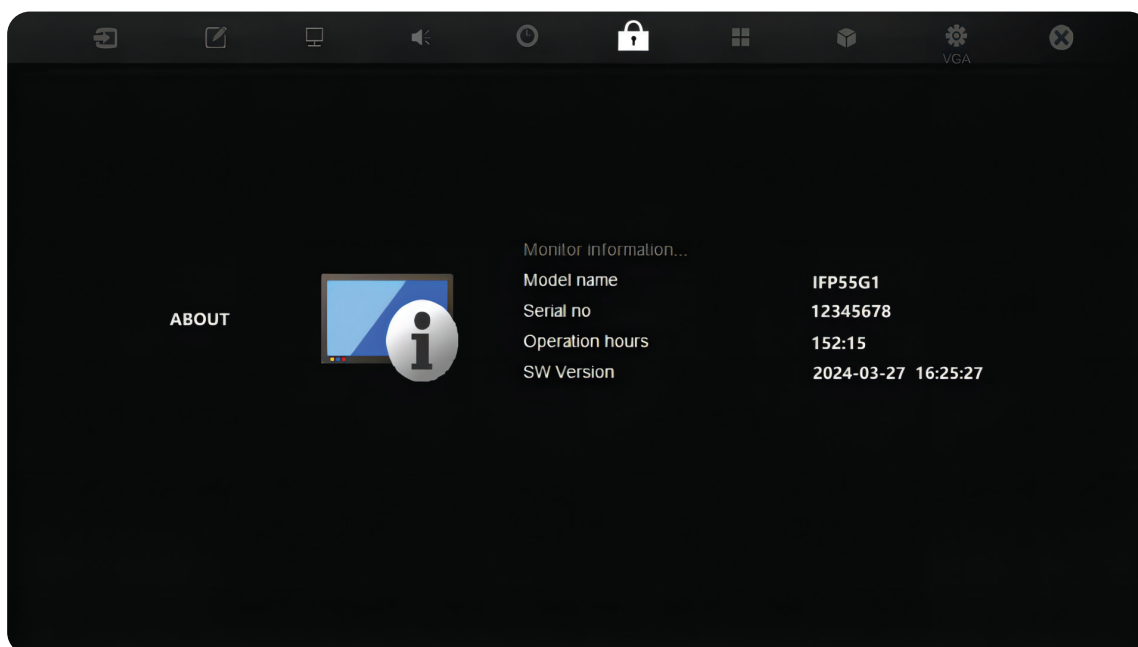 VGA
Monitor information...
Model name IFP55G1
Serial no 12345678
ABOUT
Operation hours 152:15
SW Version 2024-03-27 16:25:27